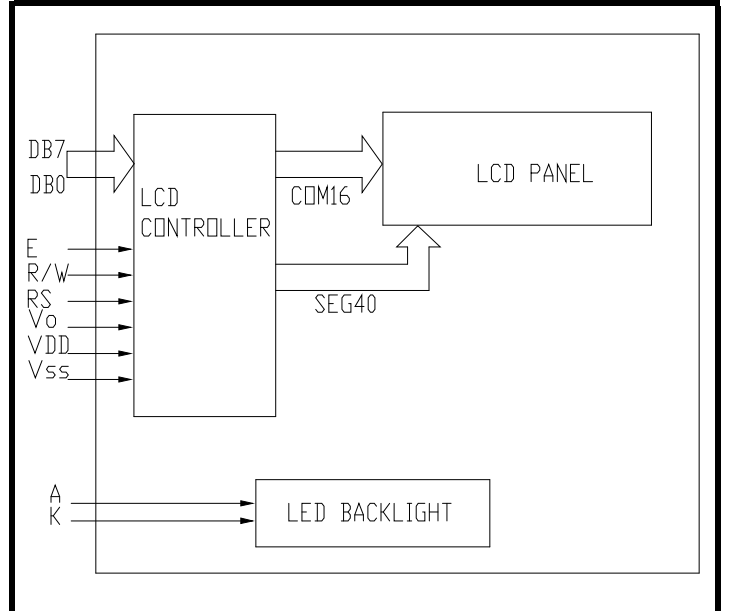 DB7
DB0
LCD
CONTROLLER
COM16
LCD PANEL
E
R/W
RS
Vo
VDD
Vss
SEG40
A
K
LED BACKLIGHT